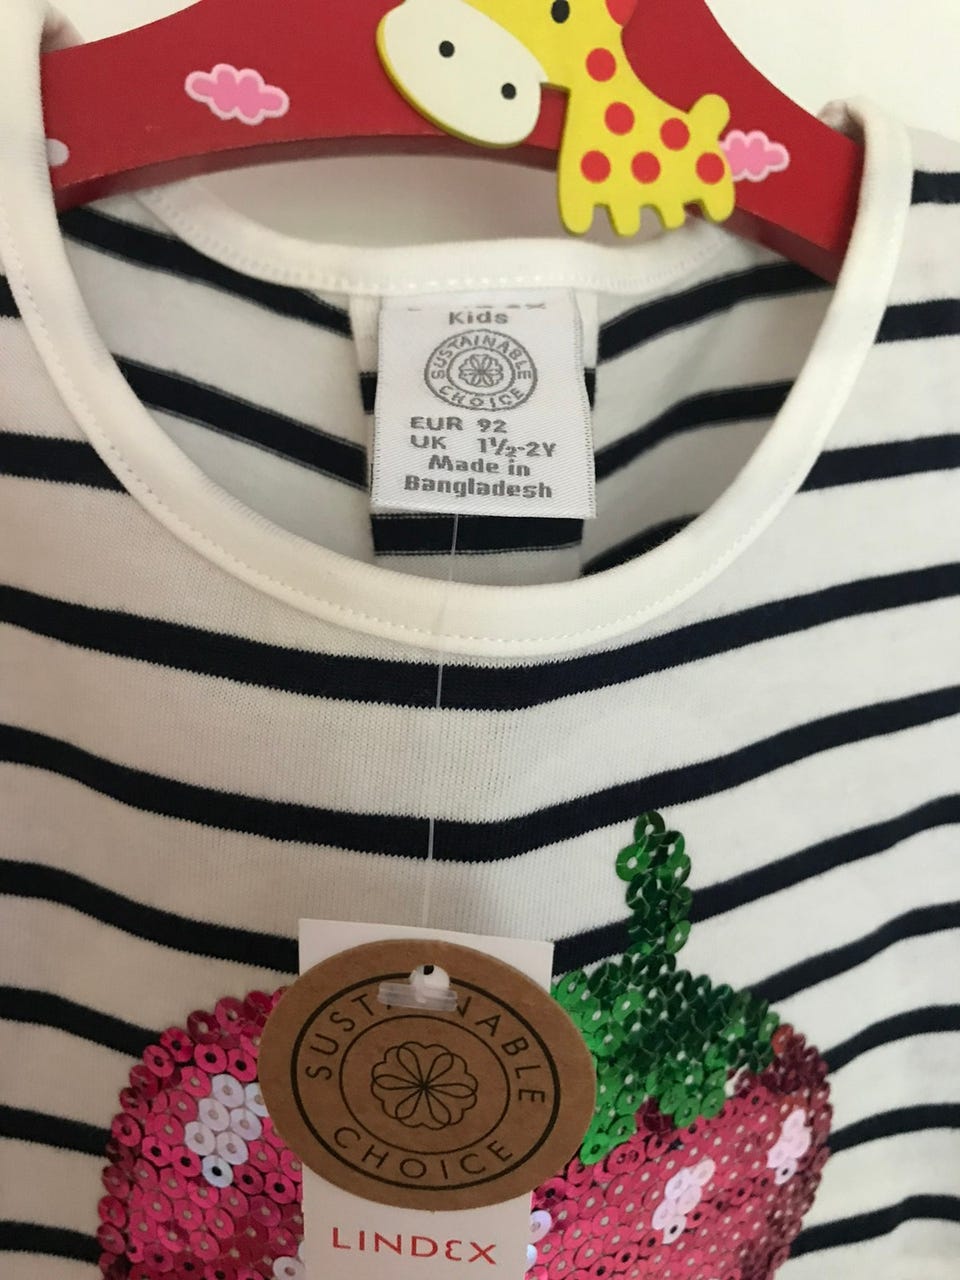 Kids
SUSTAINABLE
CHOICE
EUR 92
UK 1½-2Y
Made in
Bangladesh
SUSTAINABLE
CHOICE
LINDEX